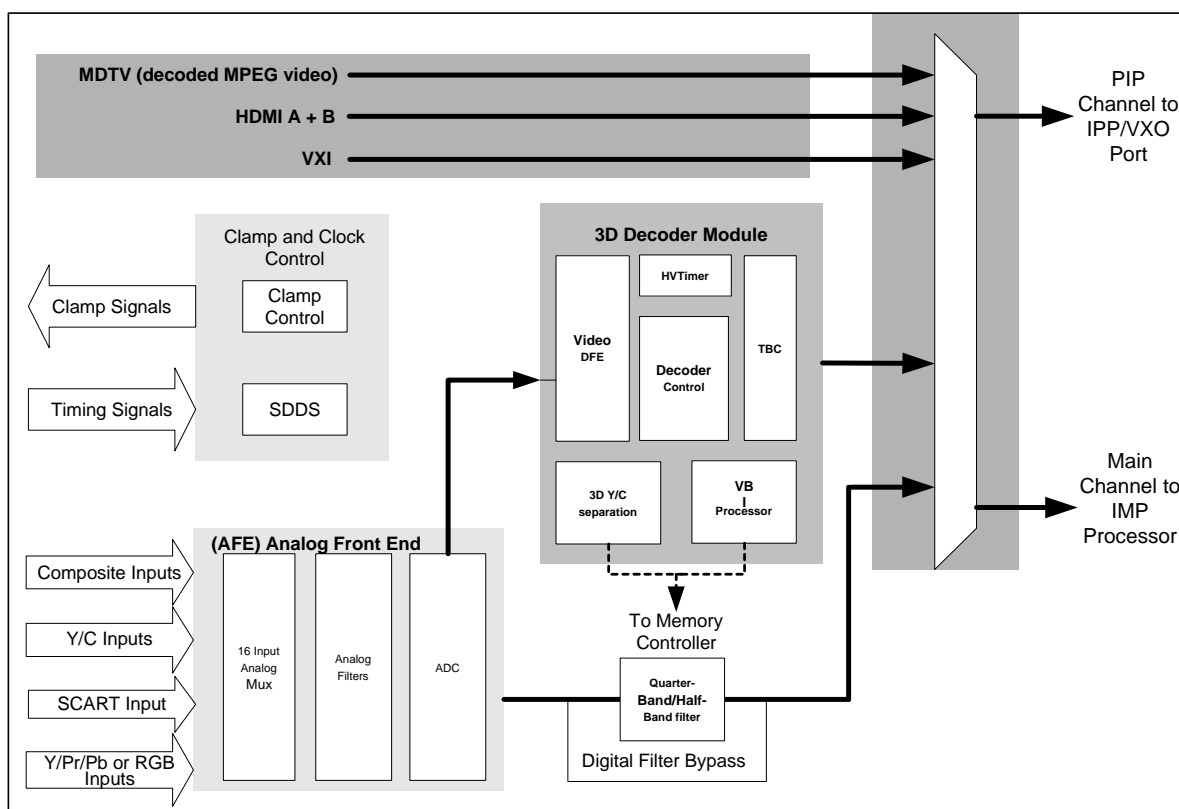 MDTV (decoded MPEG video)
HDMI A + B
VXI
PIP
Channel to
IPP/VXO
Port
Clamp and Clock
Control
Clamp
Control
SDDS
Clamp Signals
Timing Signals
3D Decoder Module
Video
DFE
HVTimer
Decoder
Control
TBC
3D Y/C
separation
VB
I
Processor
Main
Channel to
IMP
Processor
(AFE) Analog Front End
Composite Inputs
Y/C Inputs
SCART Input
Y/Pr/Pb or RGB
Inputs
16 Input
Analog
Mux
Analog
Filters
ADC
To Memory
Controller
Quarter-
Band/Half-
Band filter
Digital Filter Bypass